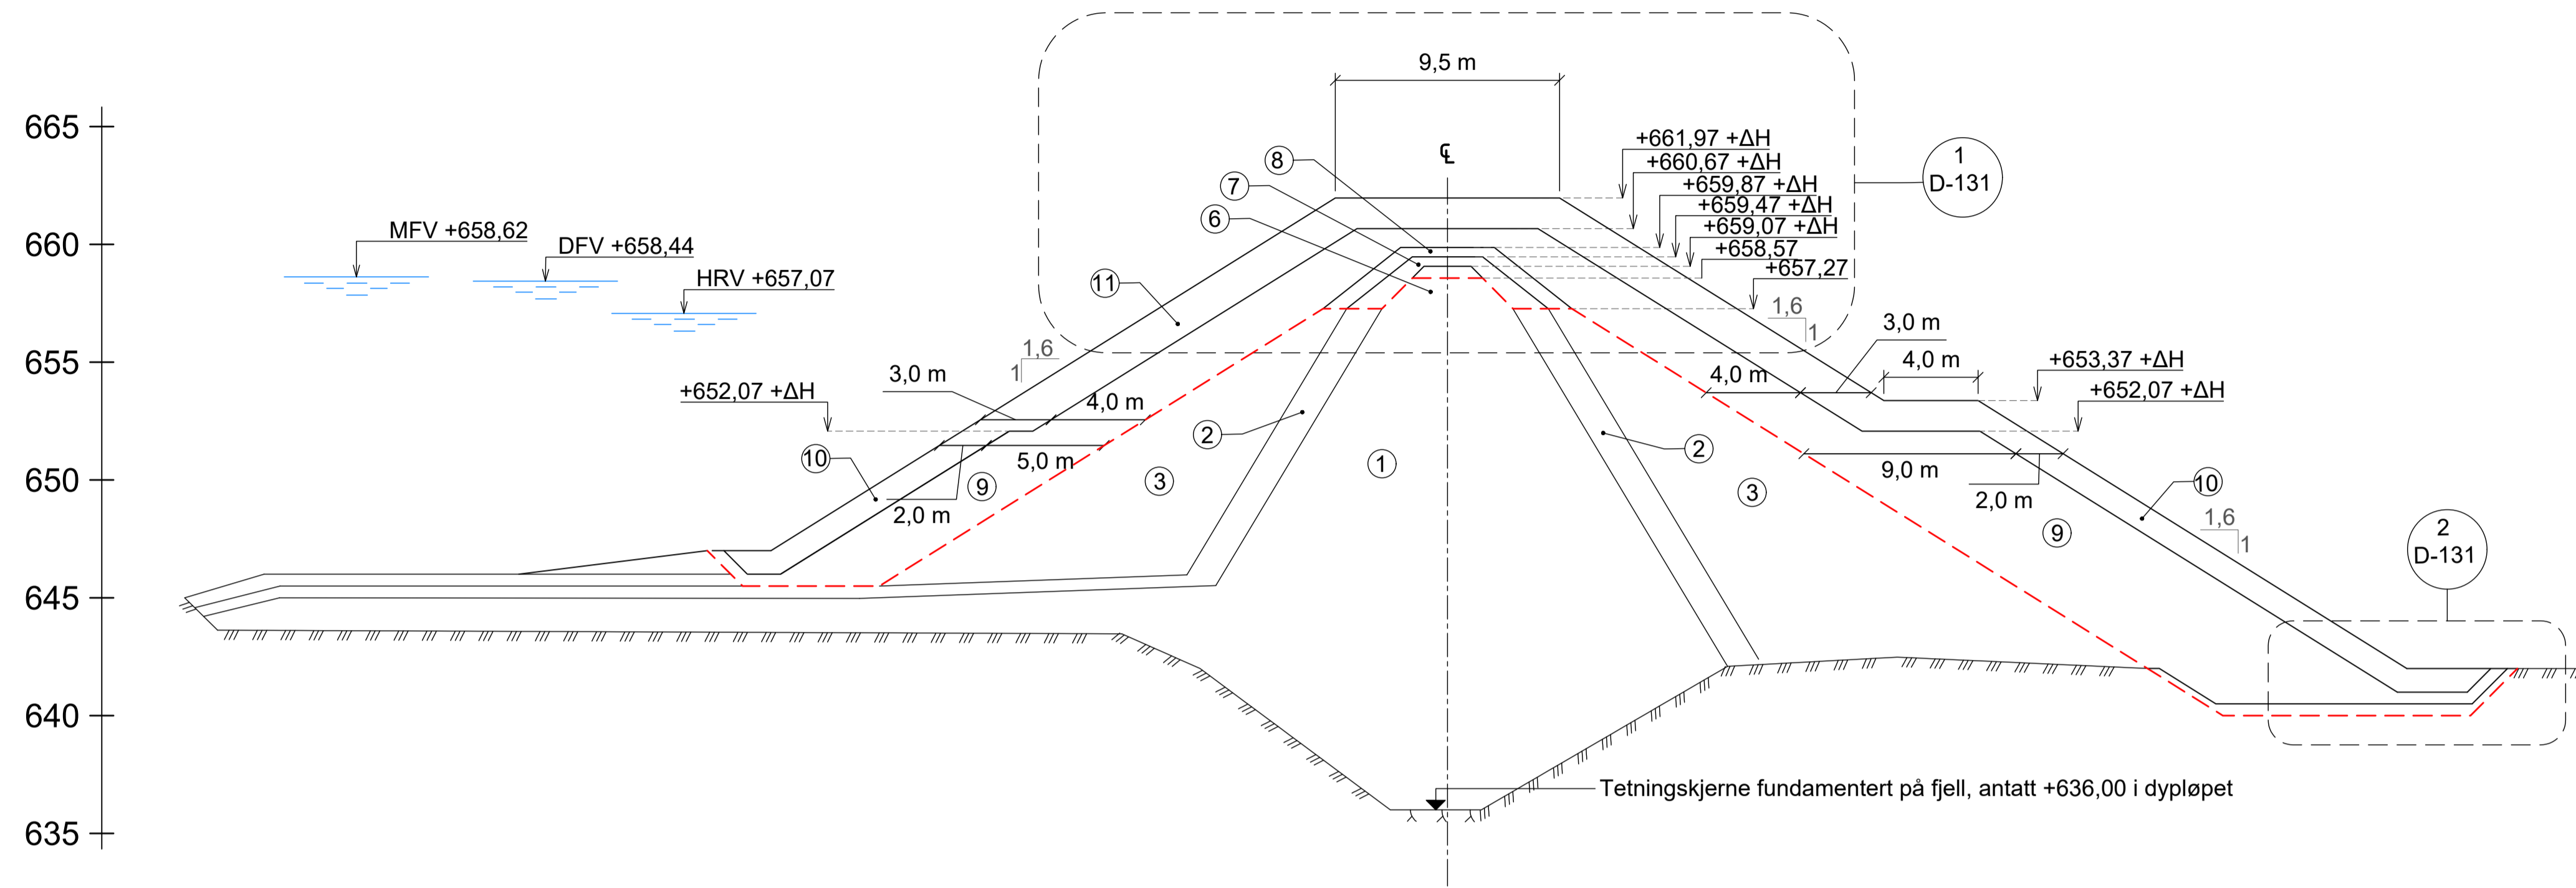 9,5 m
665
+661,97 +ΔH
1
D-131
℄
8
+660,67 +ΔH
7
+659,87 +ΔH
+659,47 +ΔH
6
+659,07 +ΔH
MFV +658,62
DFV +658,44
660
+658,57
+657,27
HRV +657,07
11
1,6
1
3,0 m
1,6
1
655
4,0 m
+653,37 +ΔH
3,0 m
4,0 m
+652,07 +ΔH
4,0 m
+652,07 +ΔH
2
2
10
5,0 m
1
9,0 m
650
9
3
3
2,0 m
10
2,0 m
9
1,6
1
2
D-131
645
640
Tetningskjerne fundamentert på fjell, antatt +636,00 i dypløpet
635